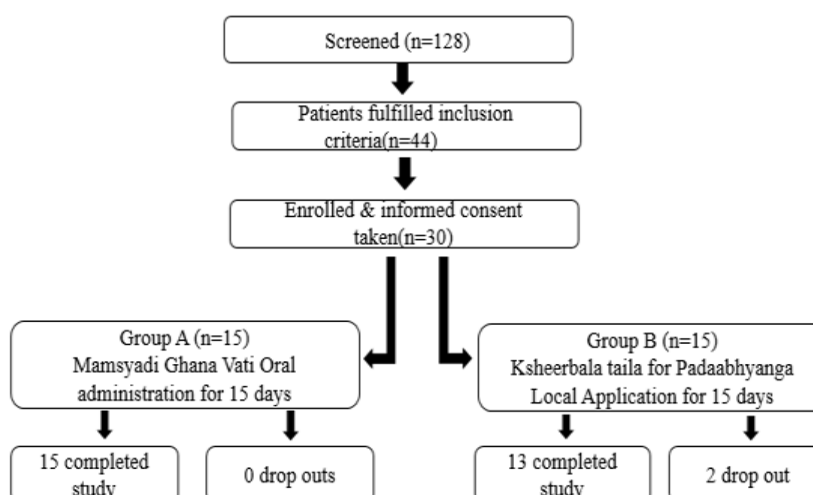 Screened (n=128)
Patients fulfilled inclusion
criteria(n=44)
Enrolled & informed consent
taken(n=30)
Group A (n=15)
Mamsyadi Ghana Vati Oral
administration for 15 days
Group B (n=15)
Ksheerbala taila for Padaabhyanga
Local Application for 15 days
15 completed
study
0 drop outs
13 completed
study
2 drop out